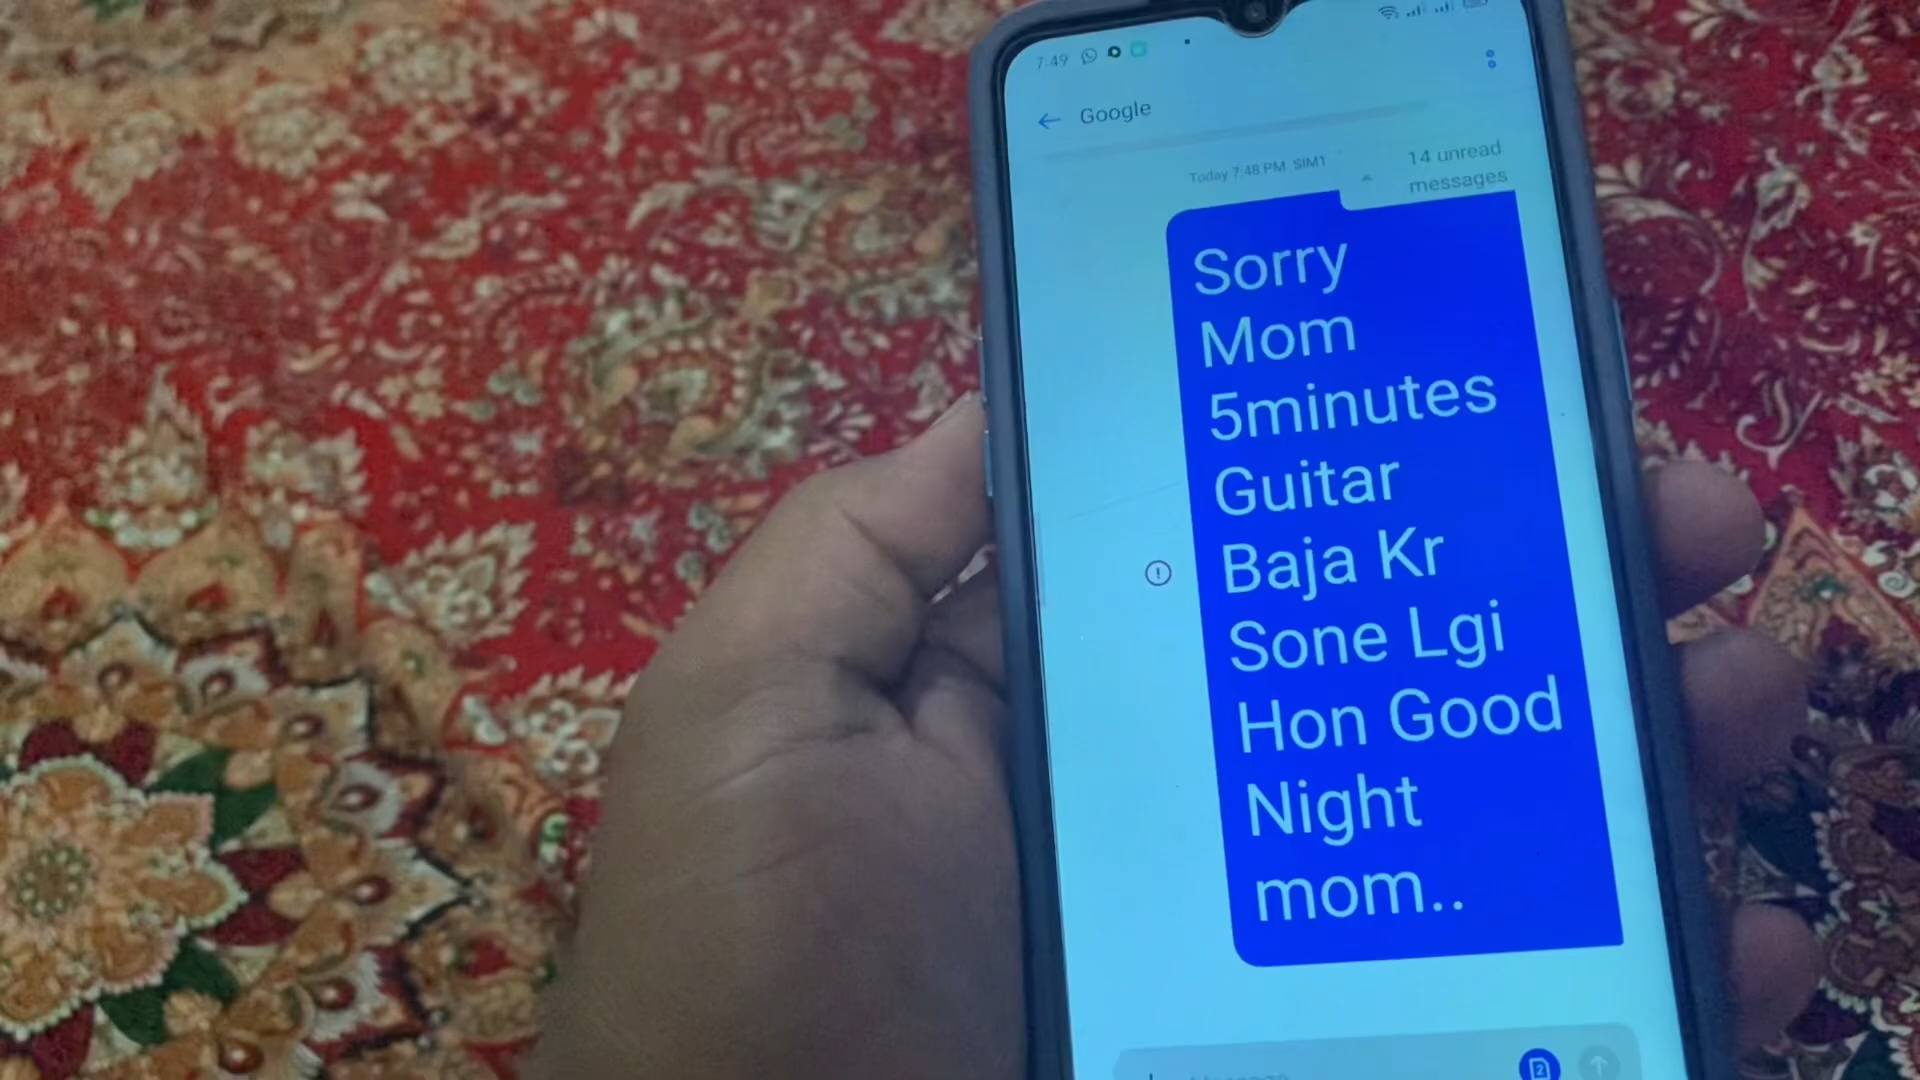 7:49
Google
14 unread
messages
Today 7:48 PM SIM1
Sorry
Mom
5minutes
Guitar
Baja Kr
Sone Lgi
Hon Good
Night
mom..
2